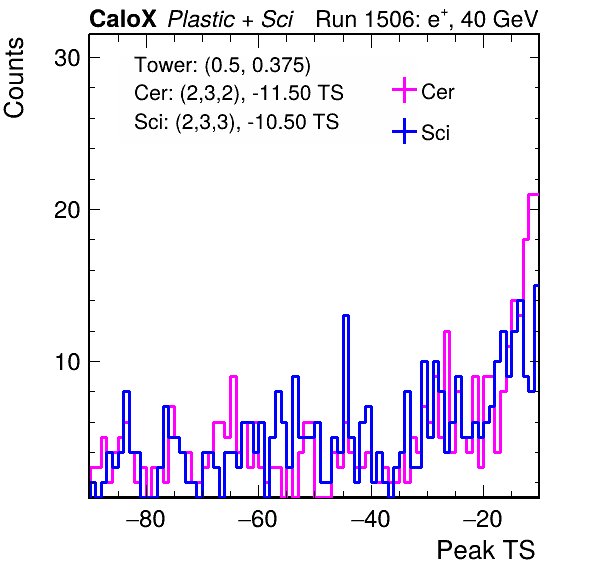 CaloX Plastic + Sci Run 1506: e+, 40 GeV
Counts
30
20
10
Tower: (0.5, 0.375)
Cer: (2,3,2), -11.50 TS
Sci: (2,3,3), -10.50 TS
Cer
Sci
−80 −60 −40 −20
Peak TS